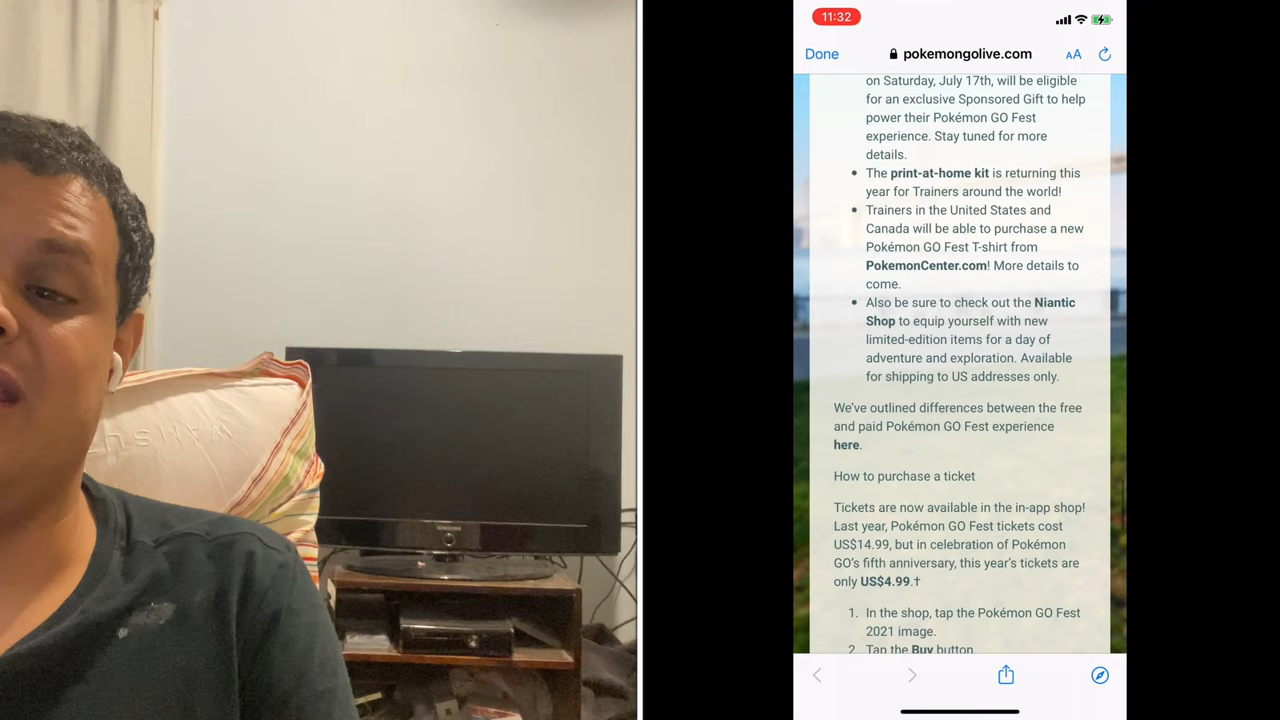 11:32
Done
pokemongolive.com
AA
on Saturday, July 17th, will be eligible
for an exclusive Sponsored Gift to help
power their Pokémon GO Fest
experience. Stay tuned for more
details.
• The print-at-home kit is returning this
year for Trainers around the world!
• Trainers in the United States and
Canada will be able to purchase a new
Pokémon GO Fest T-shirt from
PokemonCenter.com! More details to
come.
• Also be sure to check out the Niantic
Shop to equip yourself with new
limited-edition items for a day of
adventure and exploration. Available
for shipping to US addresses only.
We've outlined differences between the free
and paid Pokémon GO Fest experience
here.
How to purchase a ticket
Tickets are now available in the in-app shop!
Last year, Pokémon GO Fest tickets cost
US$14.99, but in celebration of Pokémon
GO's fifth anniversary, this year's tickets are
only US$4.99.†
1. In the shop, tap the Pokémon GO Fest
2021 image.
2. Tap the Buy button
SAMSUNG
WAMSU